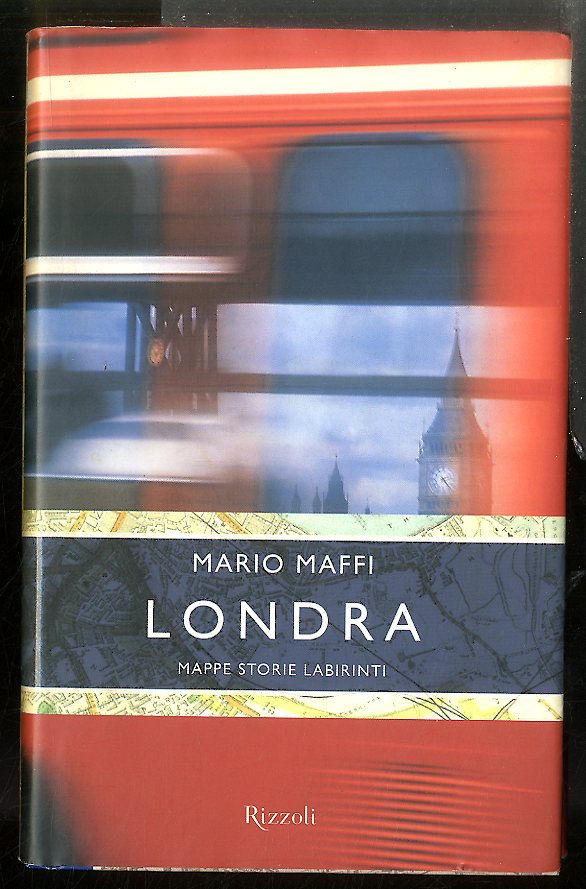 MARIO MAFFI
LONDRA
MAPPE STORIE LABIRINTI
Rizzoli